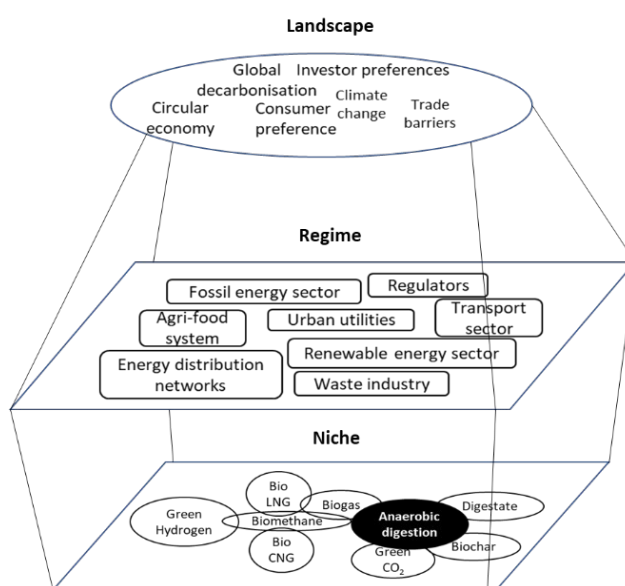 Landscape
Global decarbonisation
Investor preferences
Circular economy
Consumer preference
Climate change
Trade barriers
Regime
Fossil energy sector
Regulators
Agri-food system
Urban utilities
Transport sector
Energy distribution networks
Renewable energy sector
Waste industry
Niche
Green Hydrogen
Bio LNG
Biogas
Biomethane
Bio CNG
Anaerobic digestion
Digestate
Green CO₂
Biochar